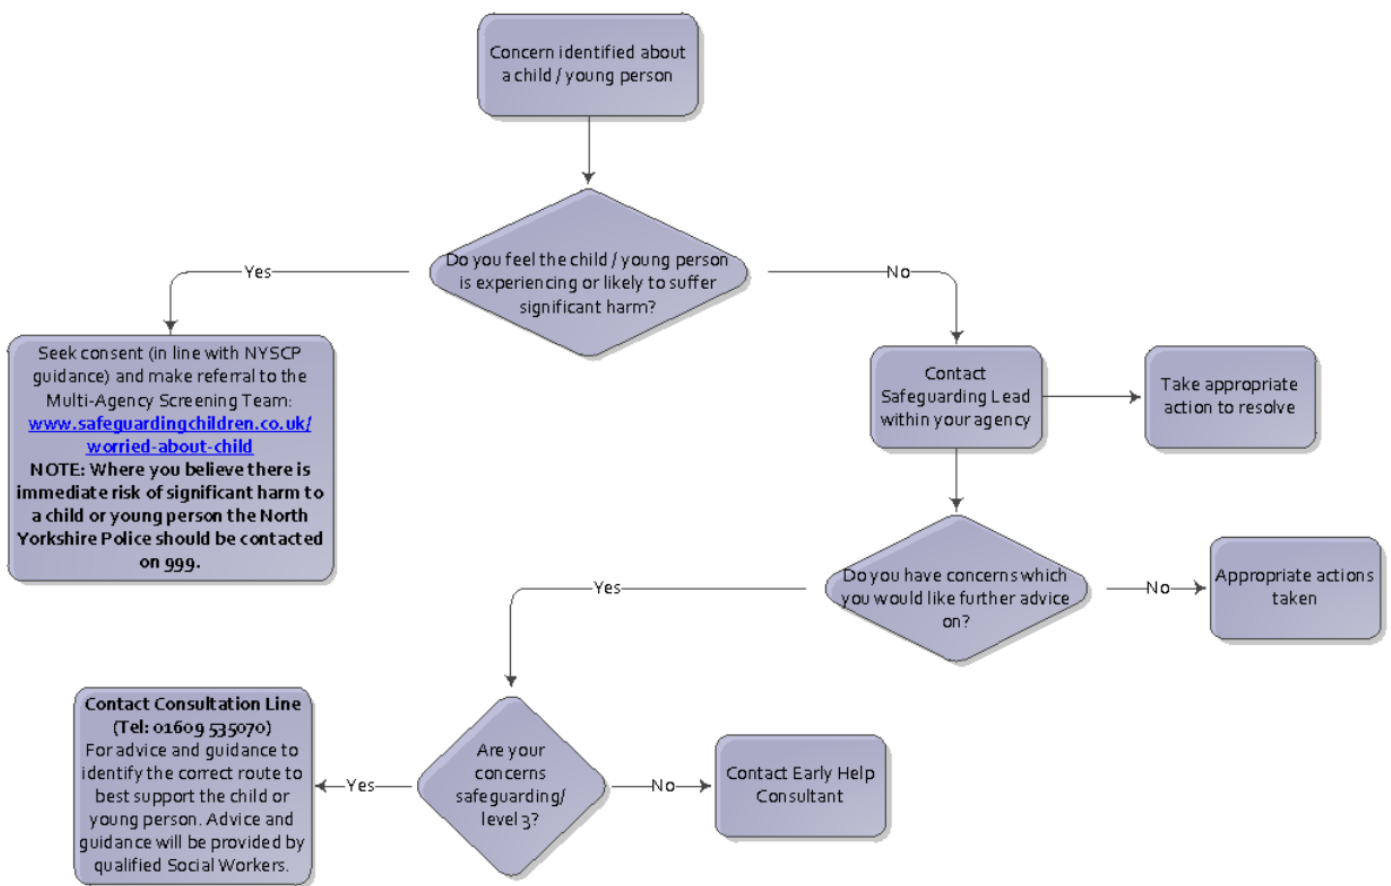 Concern identified about
a child / young person
Do you feel the child / young person
is experiencing or likely to suffer
significant harm?
Yes
No
Seek consent (in line with NYSCP
guidance) and make referral to the
Multi-Agency Screening Team:
www.safeguardingchildren.co.uk/
worried-about-child
NOTE: Where you believe there is
immediate risk of significant harm to
a child or young person the North
Yorkshire Police should be contacted
on 999.
Contact
Safeguarding Lead
within your agency
Take appropriate
action to resolve
Do you have concerns which
you would like further advice
on?
Yes
No
Appropriate actions
taken
Are your
concerns
safeguarding/
level 3?
Yes
No
Contact Consultation Line
(Tel: 01609 535070)
For advice and guidance to
identify the correct route to
best support the child or
young person. Advice and
guidance will be provided by
qualified Social Workers.
Contact Early Help
Consultant